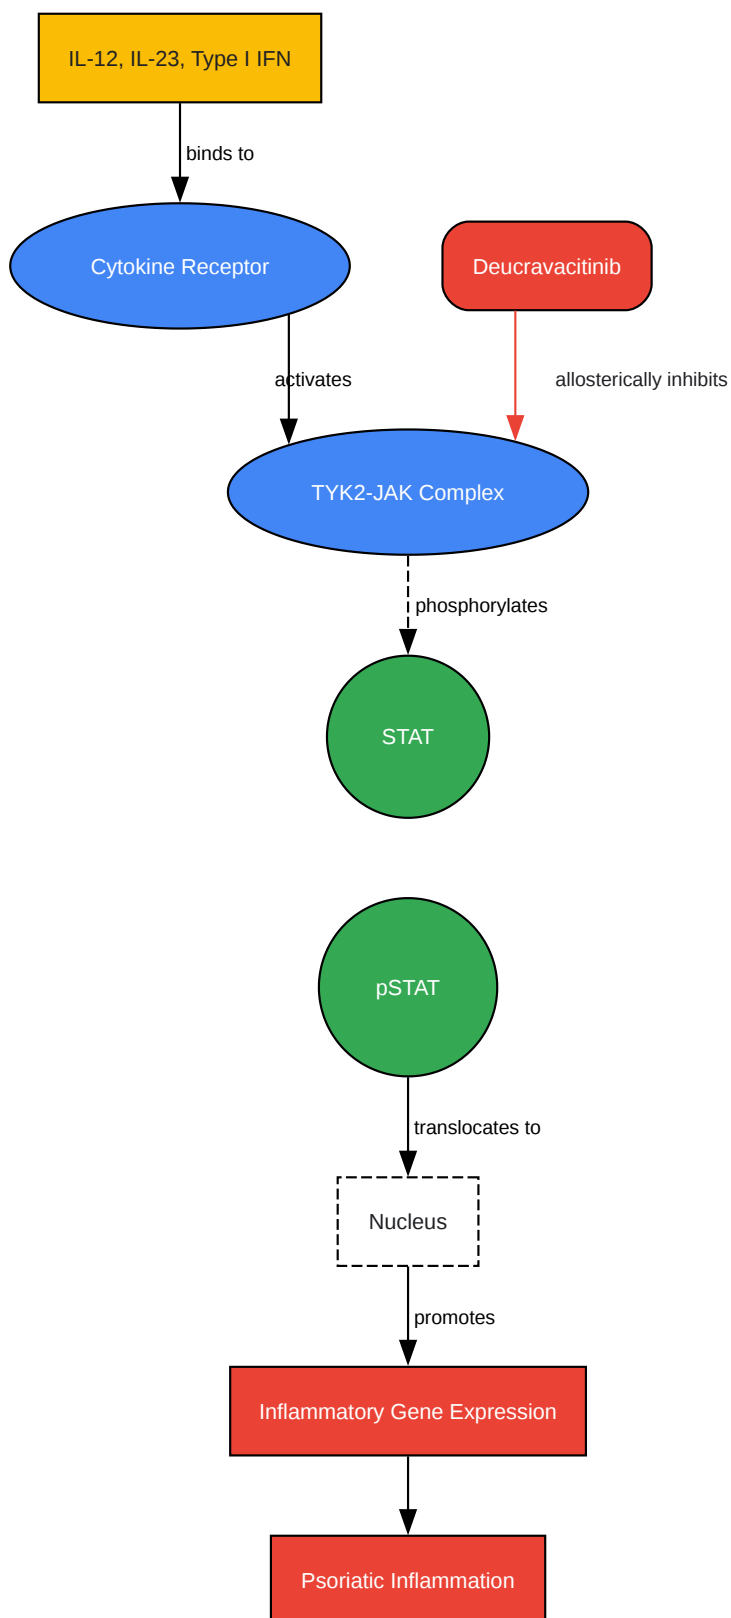 IL-12, IL-23, Type I IFN
binds to
Cytokine Receptor
Deucravacitinib
activates
allosterically inhibits
TYK2-JAK Complex
phosphorylates
STAT
pSTAT
translocates to
Nucleus
promotes
Inflammatory Gene Expression
Psoriatic Inflammation